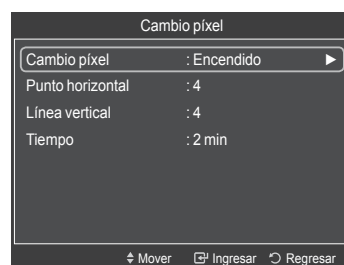 Cambio píxel
Cambio píxel : Encendido ►
Punto horizontal : 4
Línea vertical : 4
Tiempo : 2 min
Mover Ingresar Regresar